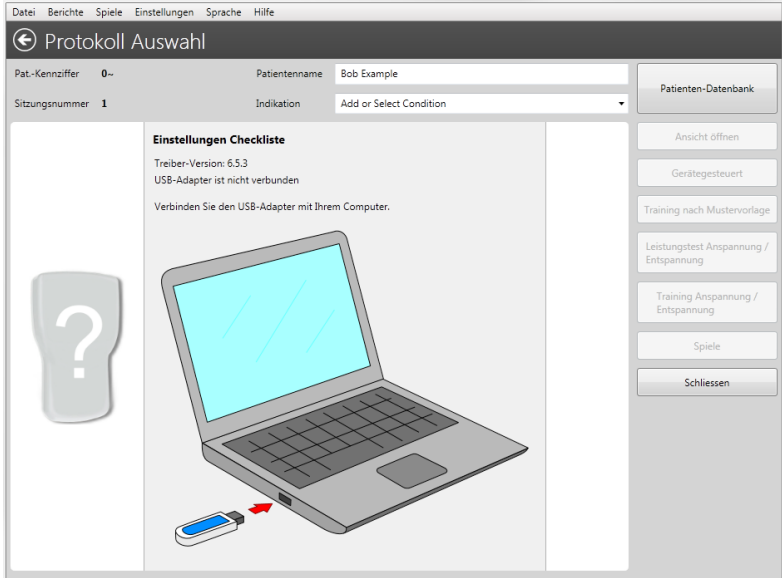 Datei Berichte Spiele Einstellungen Sprache Hilfe
Protokoll Auswahl
Pat.-Kennziffer 0~ Patientenname Bob Example
Sitzungsnummer 1 Indikation Add or Select Condition
Patienten-Datenbank
Ansicht öffnen
Gerätegesteuert
Training nach Mustervorlage
Leistungstest Anspannung /
Entspannung
Training Anspannung /
Entspannung
Spiele
Schliessen
Einstellungen Checkliste
Treiber-Version: 6.5.3
USB-Adapter ist nicht verbunden
Verbinden Sie den USB-Adapter mit Ihrem Computer.
?